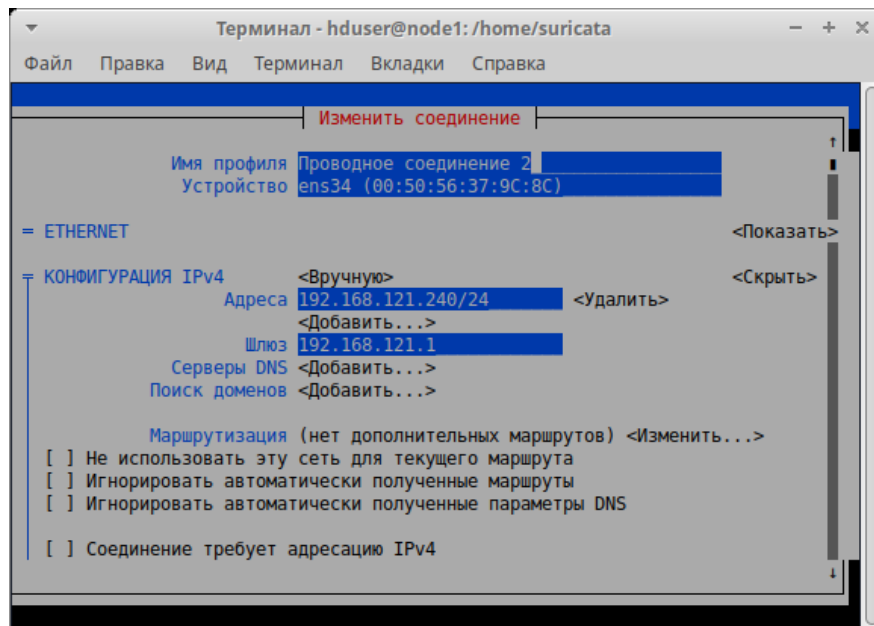 Терминал - hduser@node1: /home/suricata
Файл Правка Вид Терминал Вкладки Справка
Изменить соединение
Имя профиля Проводное соединение 2
Устройство ens34 (00:50:56:37:9C:8C)
= ETHERNET <Показать>
КОНФИГУРАЦИЯ IPv4 <Вручную> <Скрыть>
Адреса 192.168.121.240/24 <Удалить>
<Добавить...>
Шлюз 192.168.121.1
Серверы DNS <Добавить...>
Поиск доменов <Добавить...>
Маршрутизация (нет дополнительных маршрутов) <Изменить...>
[ ] Не использовать эту сеть для текущего маршрута
[ ] Игнорировать автоматически полученные маршруты
[ ] Игнорировать автоматически полученные параметры DNS
[ ] Соединение требует адресацию IPv4